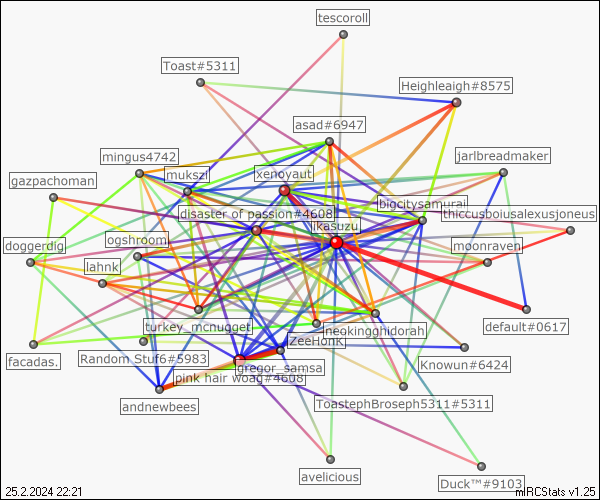 tescoroll
Toast#5311
Heighleaigh#8575
asad#6947
mingus4742
jarlbreadmaker
mukszi
xenoyaut
gazpachoman
bigcitysamurai
disaster of passion#4608
thiccusboiusalexusjoneus
ikasuzu
ogshroom
doggerdig
moonraven
lahnk
turkey_mcnugget
neokingghidorah
default#0617
ZeeHonk
facadas.
Random Stuf6#5983
gregor_samsa
Knowun#6424
pink hair woag#4608
andnewbees
ToastephBroseph5311#5311
avelicious
Duck™#9103
25.2.2024 22:21
mIRCStats v1.25